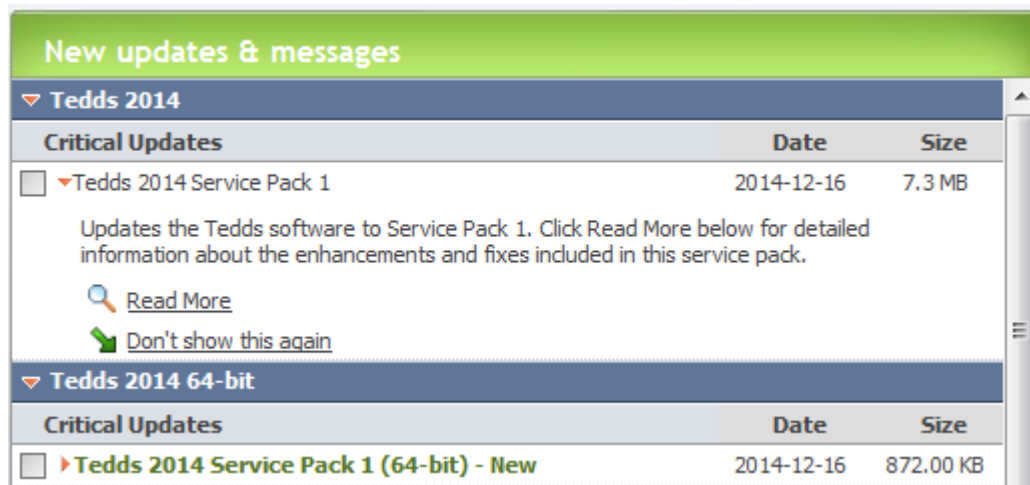 New updates & messages
Tedds 2014
Critical Updates Date Size
Tedds 2014 Service Pack 1 2014-12-16 7.3 MB
Updates the Tedds software to Service Pack 1. Click Read More below for detailed
information about the enhancements and fixes included in this service pack.
Read More
Don't show this again
Tedds 2014 64-bit
Critical Updates Date Size
Tedds 2014 Service Pack 1 (64-bit) - New 2014-12-16 872.00 KB